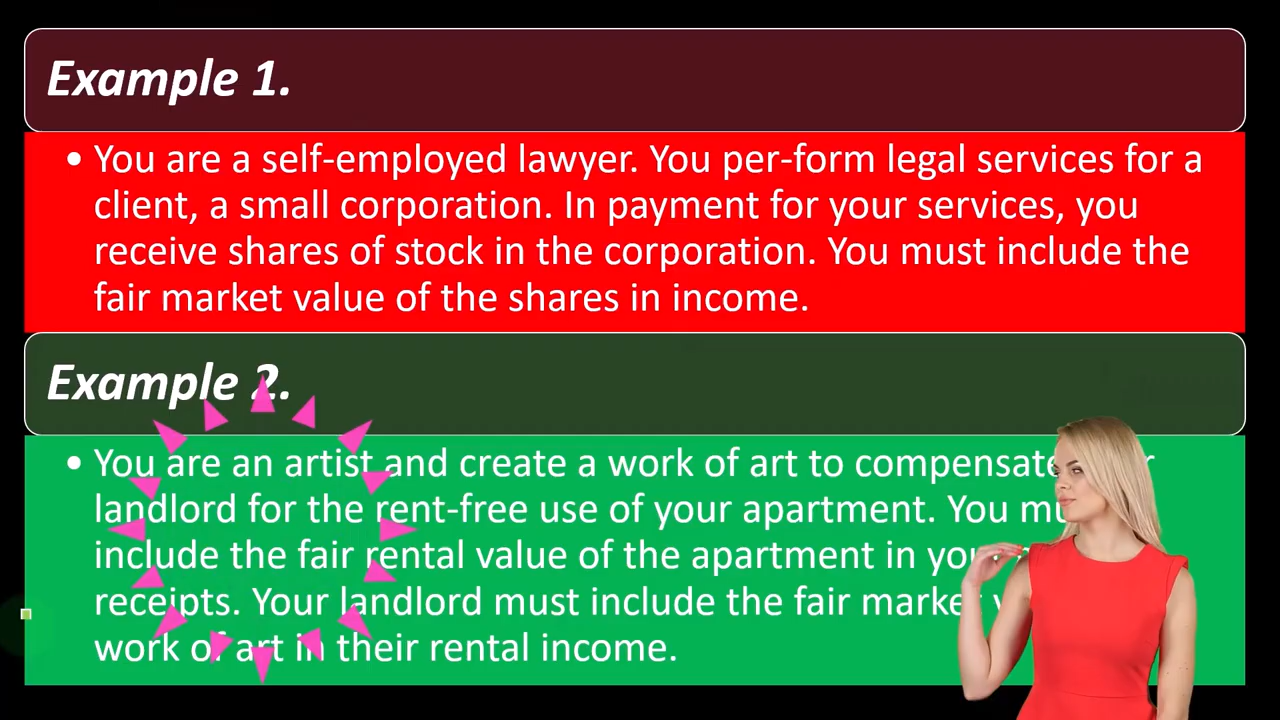 Example 1.
• You are a self-employed lawyer. You per-form legal services for a
client, a small corporation. In payment for your services, you
receive shares of stock in the corporation. You must include the
fair market value of the shares in income.
Example 2.
• You are an artist and create a work of art to compensate
landlord for the rent-free use of your apartment. You
include the fair rental value of the apartment in
receipts. Your landlord must include the fair
work of art in their rental income.